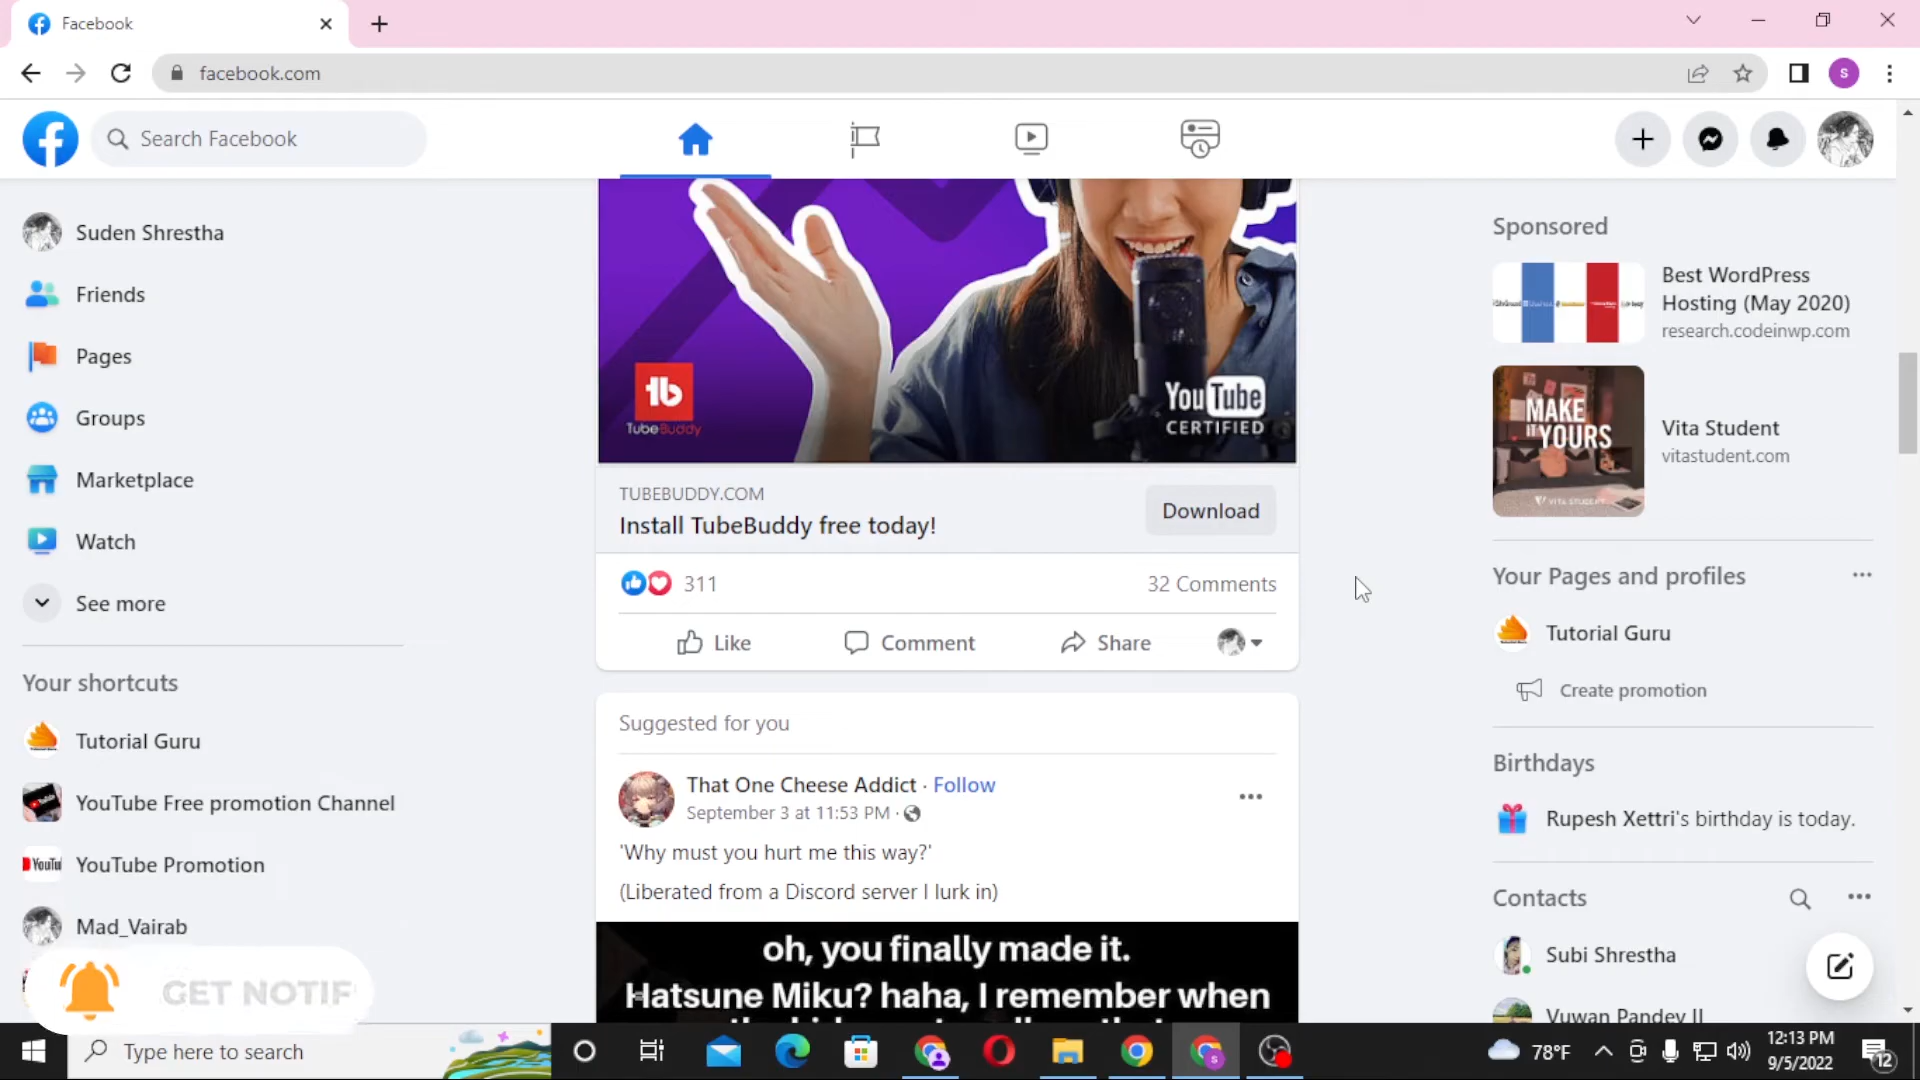 Facebook
facebook.com
S
Search Facebook
Suden Shrestha
Friends
Pages
Groups
Marketplace
Watch
See more
Your shortcuts
Tutorial Guru
YouTube Free promotion Channel
YouTube Promotion
Mad_Vairab
GET NOTIF
tb
TubeBuddy
YouTube
CERTIFIED
TUBEBUDDY.COM
Install TubeBuddy free today!
Download
311
32 Comments
Like
Comment
Share
Suggested for you
That One Cheese Addict · Follow
September 3 at 11:53 PM ·
'Why must you hurt me this way?'
(Liberated from a Discord server I lurk in)
oh, you finally made it.
Hatsune Miku? haha, I remember when
Sponsored
Best WordPress
Hosting (May 2020)
research.codeinwp.com
MAKE
IT YOURS
VITA STUDENT
Vita Student
vitastudent.com
Your Pages and profiles
Tutorial Guru
Create promotion
Birthdays
Rupesh Xettri's birthday is today.
Contacts
Subi Shrestha
Vuwan Pandey II
Type here to search
78°F
12:13 PM
9/5/2022
12